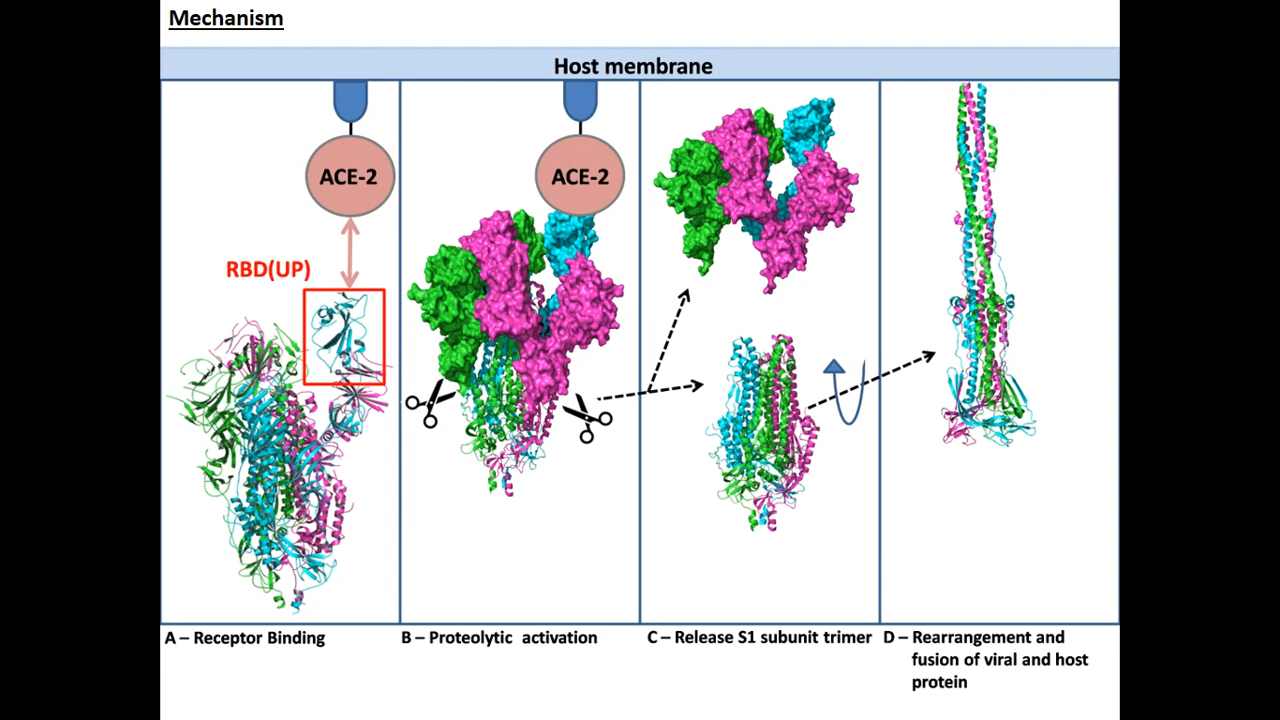 Mechanism
Host membrane
ACE-2
ACE-2
RBD(UP)
A – Receptor Binding
B – Proteolytic activation
C – Release S1 subunit trimer
D – Rearrangement and
fusion of viral and host
protein